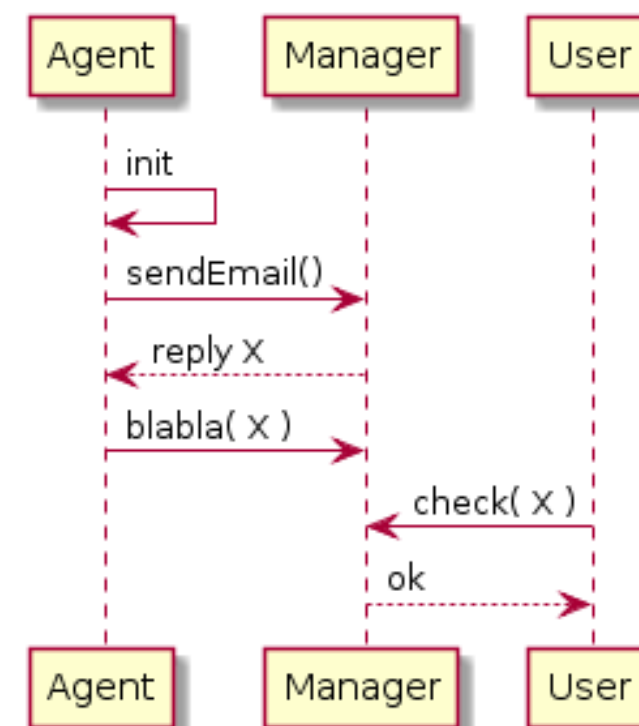 Agent Manager User
init
sendEmail()
reply X
blabla( X )
check( X )
ok
Agent Manager User